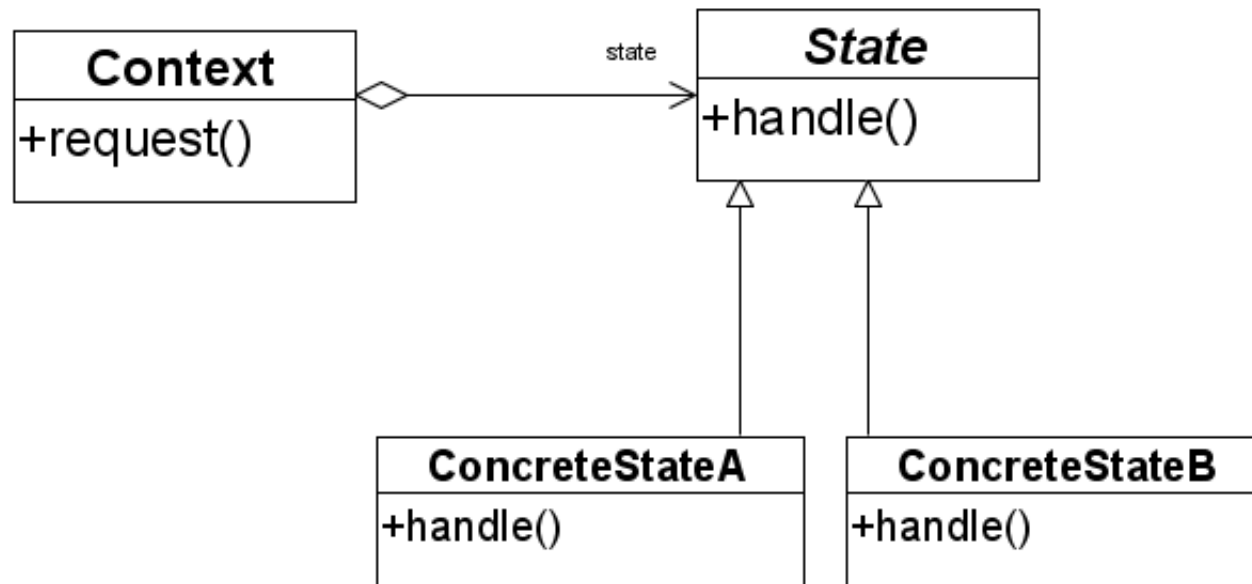 Context
+request()
state
State
+handle()
ConcreteStateA
+handle()
ConcreteStateB
+handle()